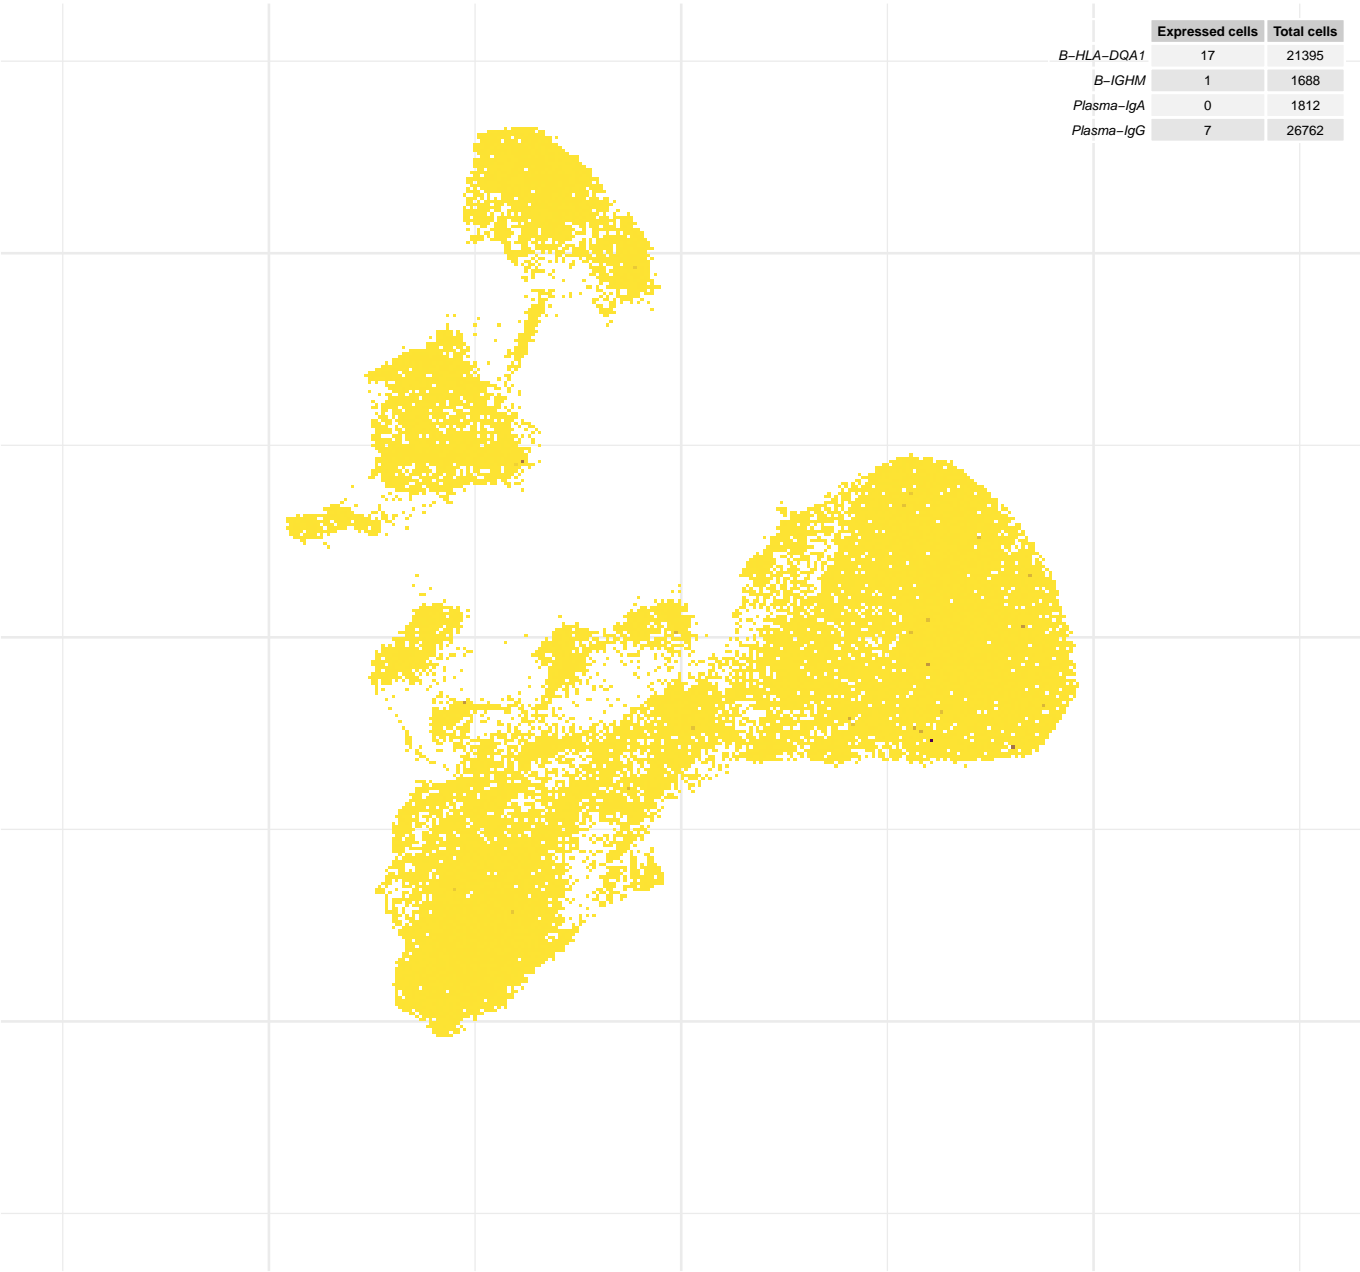 Expressed cells Total cells
B−HLA−DQA1 17 21395
B−IGHM 1 1688
Plasma−IgA 0 1812
Plasma−IgG 7 26762